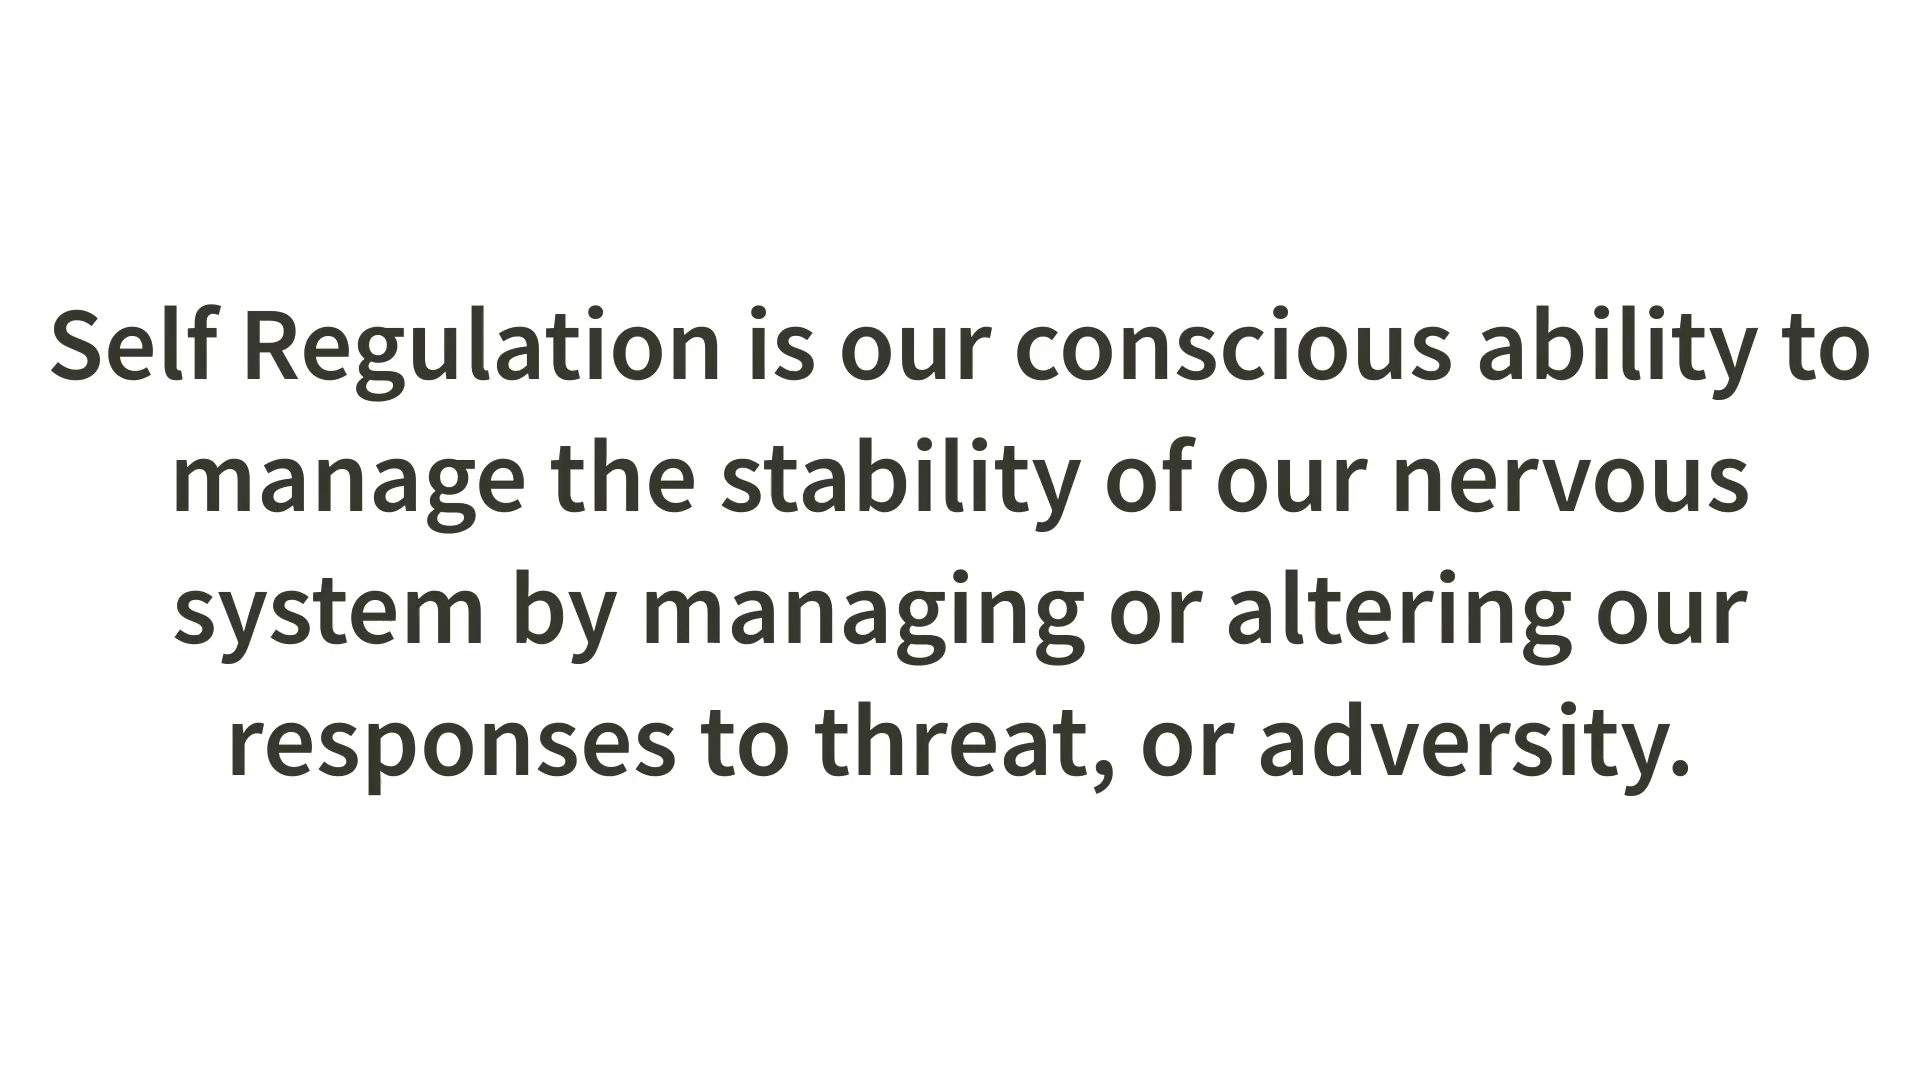 Self Regulation is our conscious ability to
manage the stability of our nervous
system by managing or altering our
responses to threat, or adversity.